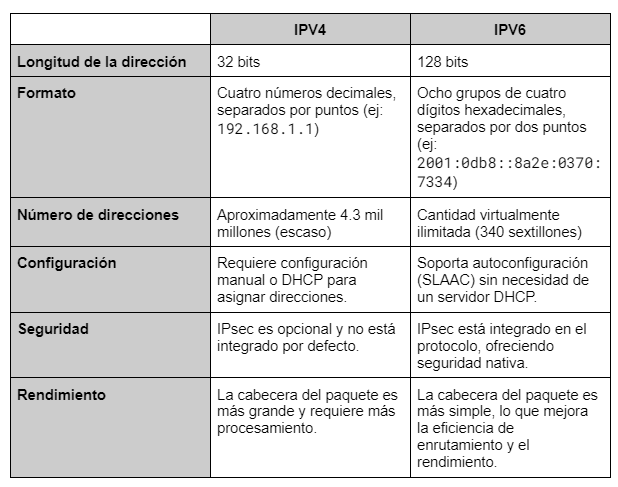 IPV4 IPV6
Longitud de la dirección 32 bits 128 bits
Formato Cuatro números decimales, Ocho grupos de cuatro
separados por puntos (ej: dígitos hexadecimales,
192.168.1.1) separados por dos puntos
(ej:
2001:0db8::8a2e:0370:
7334)
Número de direcciones Aproximadamente 4.3 mil Cantidad virtualmente
millones (escaso) ilimitada (340 sextillones)
Configuración Requiere configuración Soporta autoconfiguración
manual o DHCP para (SLAAC) sin necesidad de
asignar direcciones. un servidor DHCP.
Seguridad IPsec es opcional y no está IPsec está integrado en el
integrado por defecto. protocolo, ofreciendo
seguridad nativa.
Rendimiento La cabecera del paquete es La cabecera del paquete es
más grande y requiere más más simple, lo que mejora
procesamiento. la eficiencia de
enrutamiento y el
rendimiento.